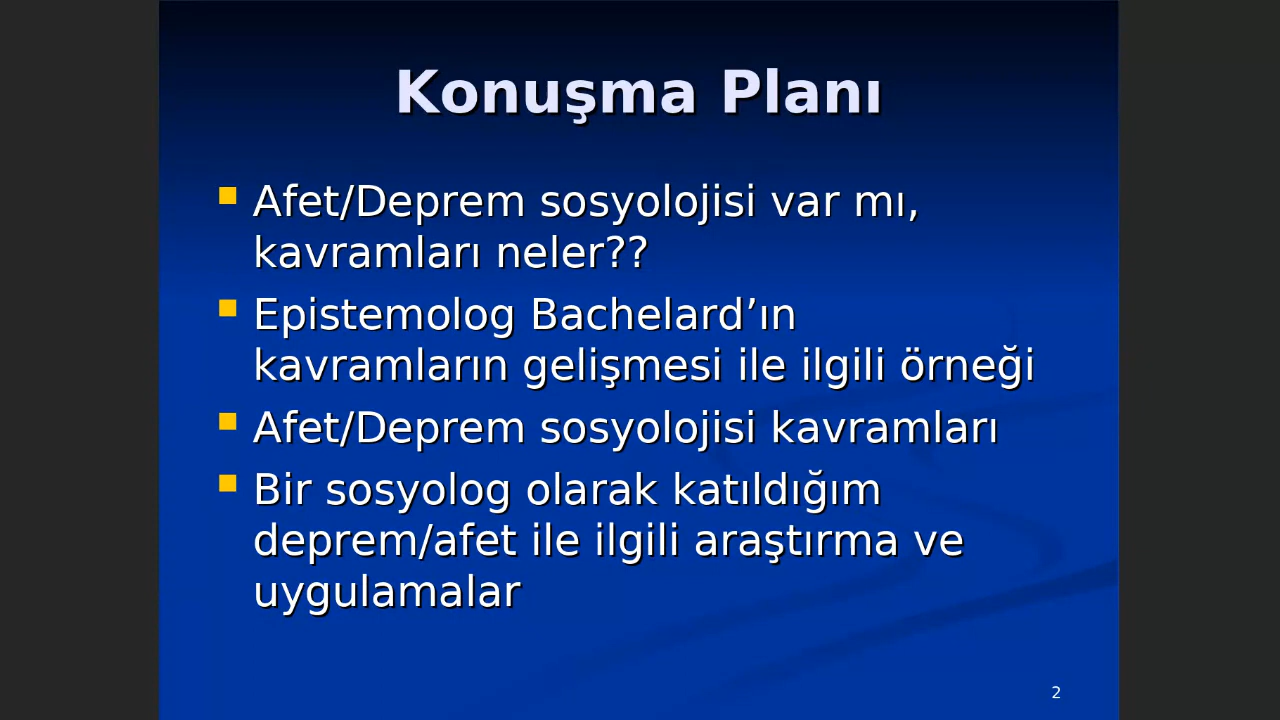 Konuşma Planı
Afet/Deprem sosyolojisi var mı,
kavramları neler??
Epistemolog Bachelard’ın
kavramların gelişmesi ile ilgili örneği
Afet/Deprem sosyolojisi kavramları
Bir sosyolog olarak katıldığım
deprem/afet ile ilgili araştırma ve
uygulamalar
2